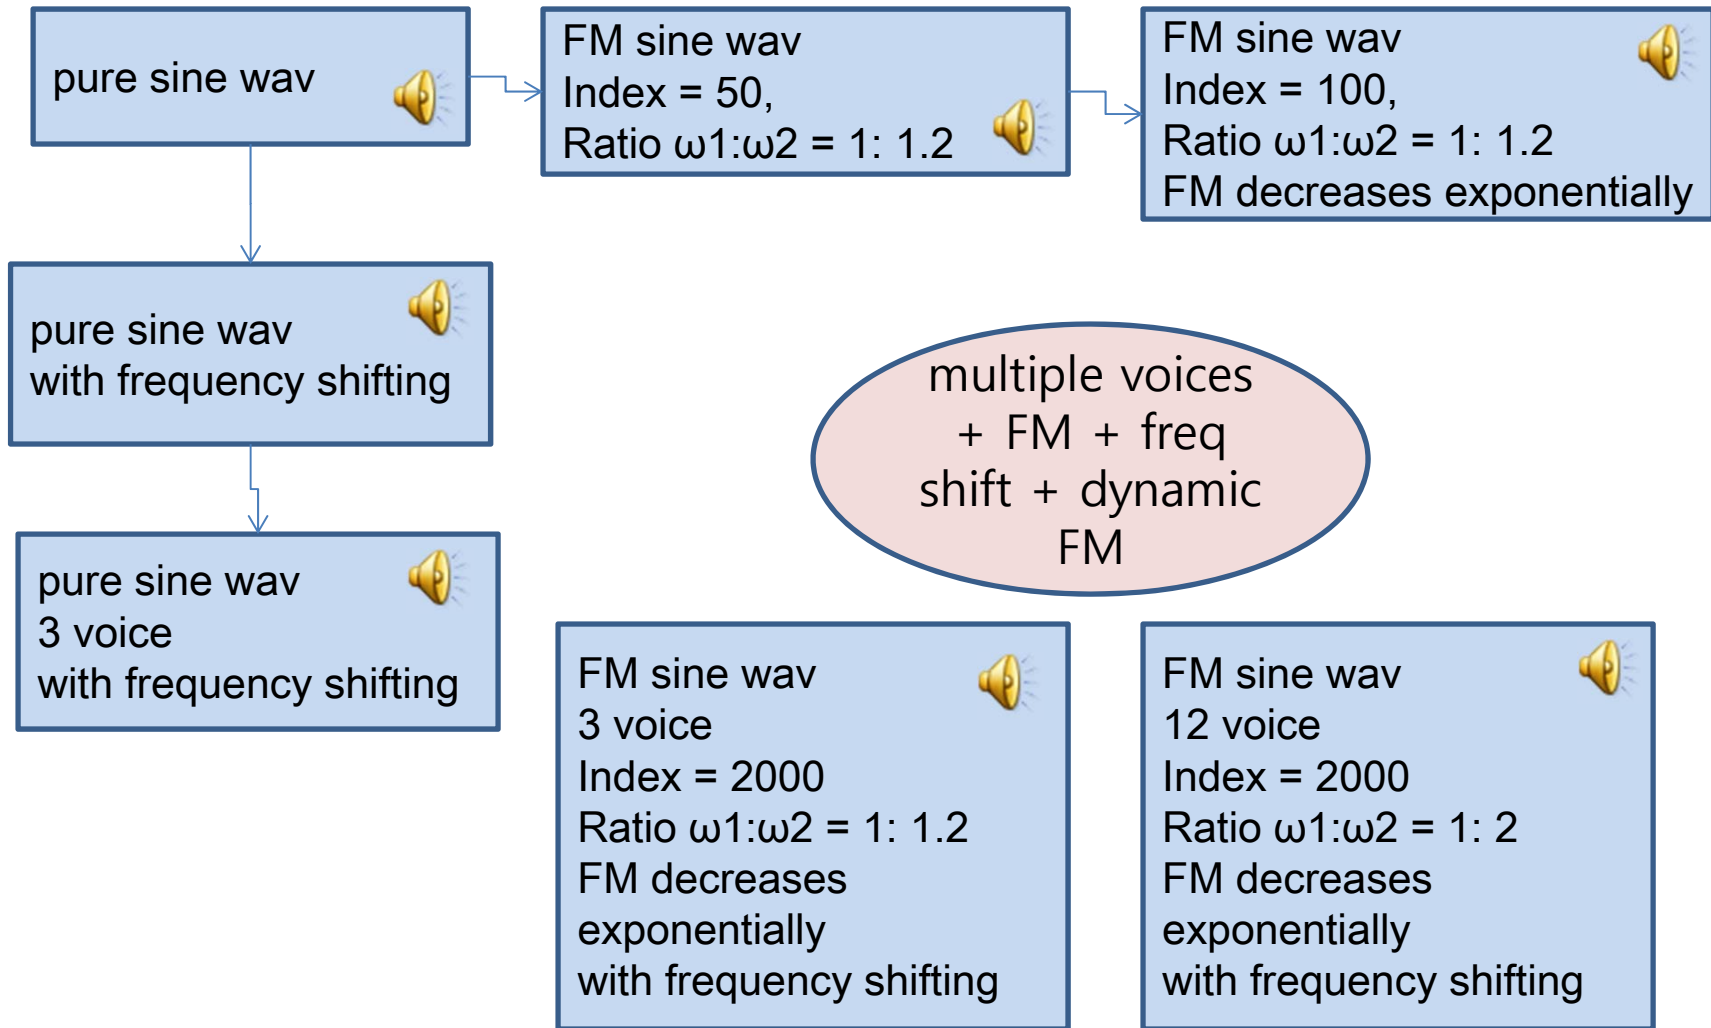 pure sine wav
FM sine wav
Index = 50,
Ratio ω1:ω2 = 1: 1.2
FM sine wav
Index = 100,
Ratio ω1:ω2 = 1: 1.2
FM decreases exponentially
pure sine wav
with frequency shifting
multiple voices
+ FM + freq
shift + dynamic
FM
pure sine wav
3 voice
with frequency shifting
FM sine wav
3 voice
Index = 2000
Ratio ω1:ω2 = 1: 1.2
FM decreases
exponentially
with frequency shifting
FM sine wav
12 voice
Index = 2000
Ratio ω1:ω2 = 1: 2
FM decreases
exponentially
with frequency shifting